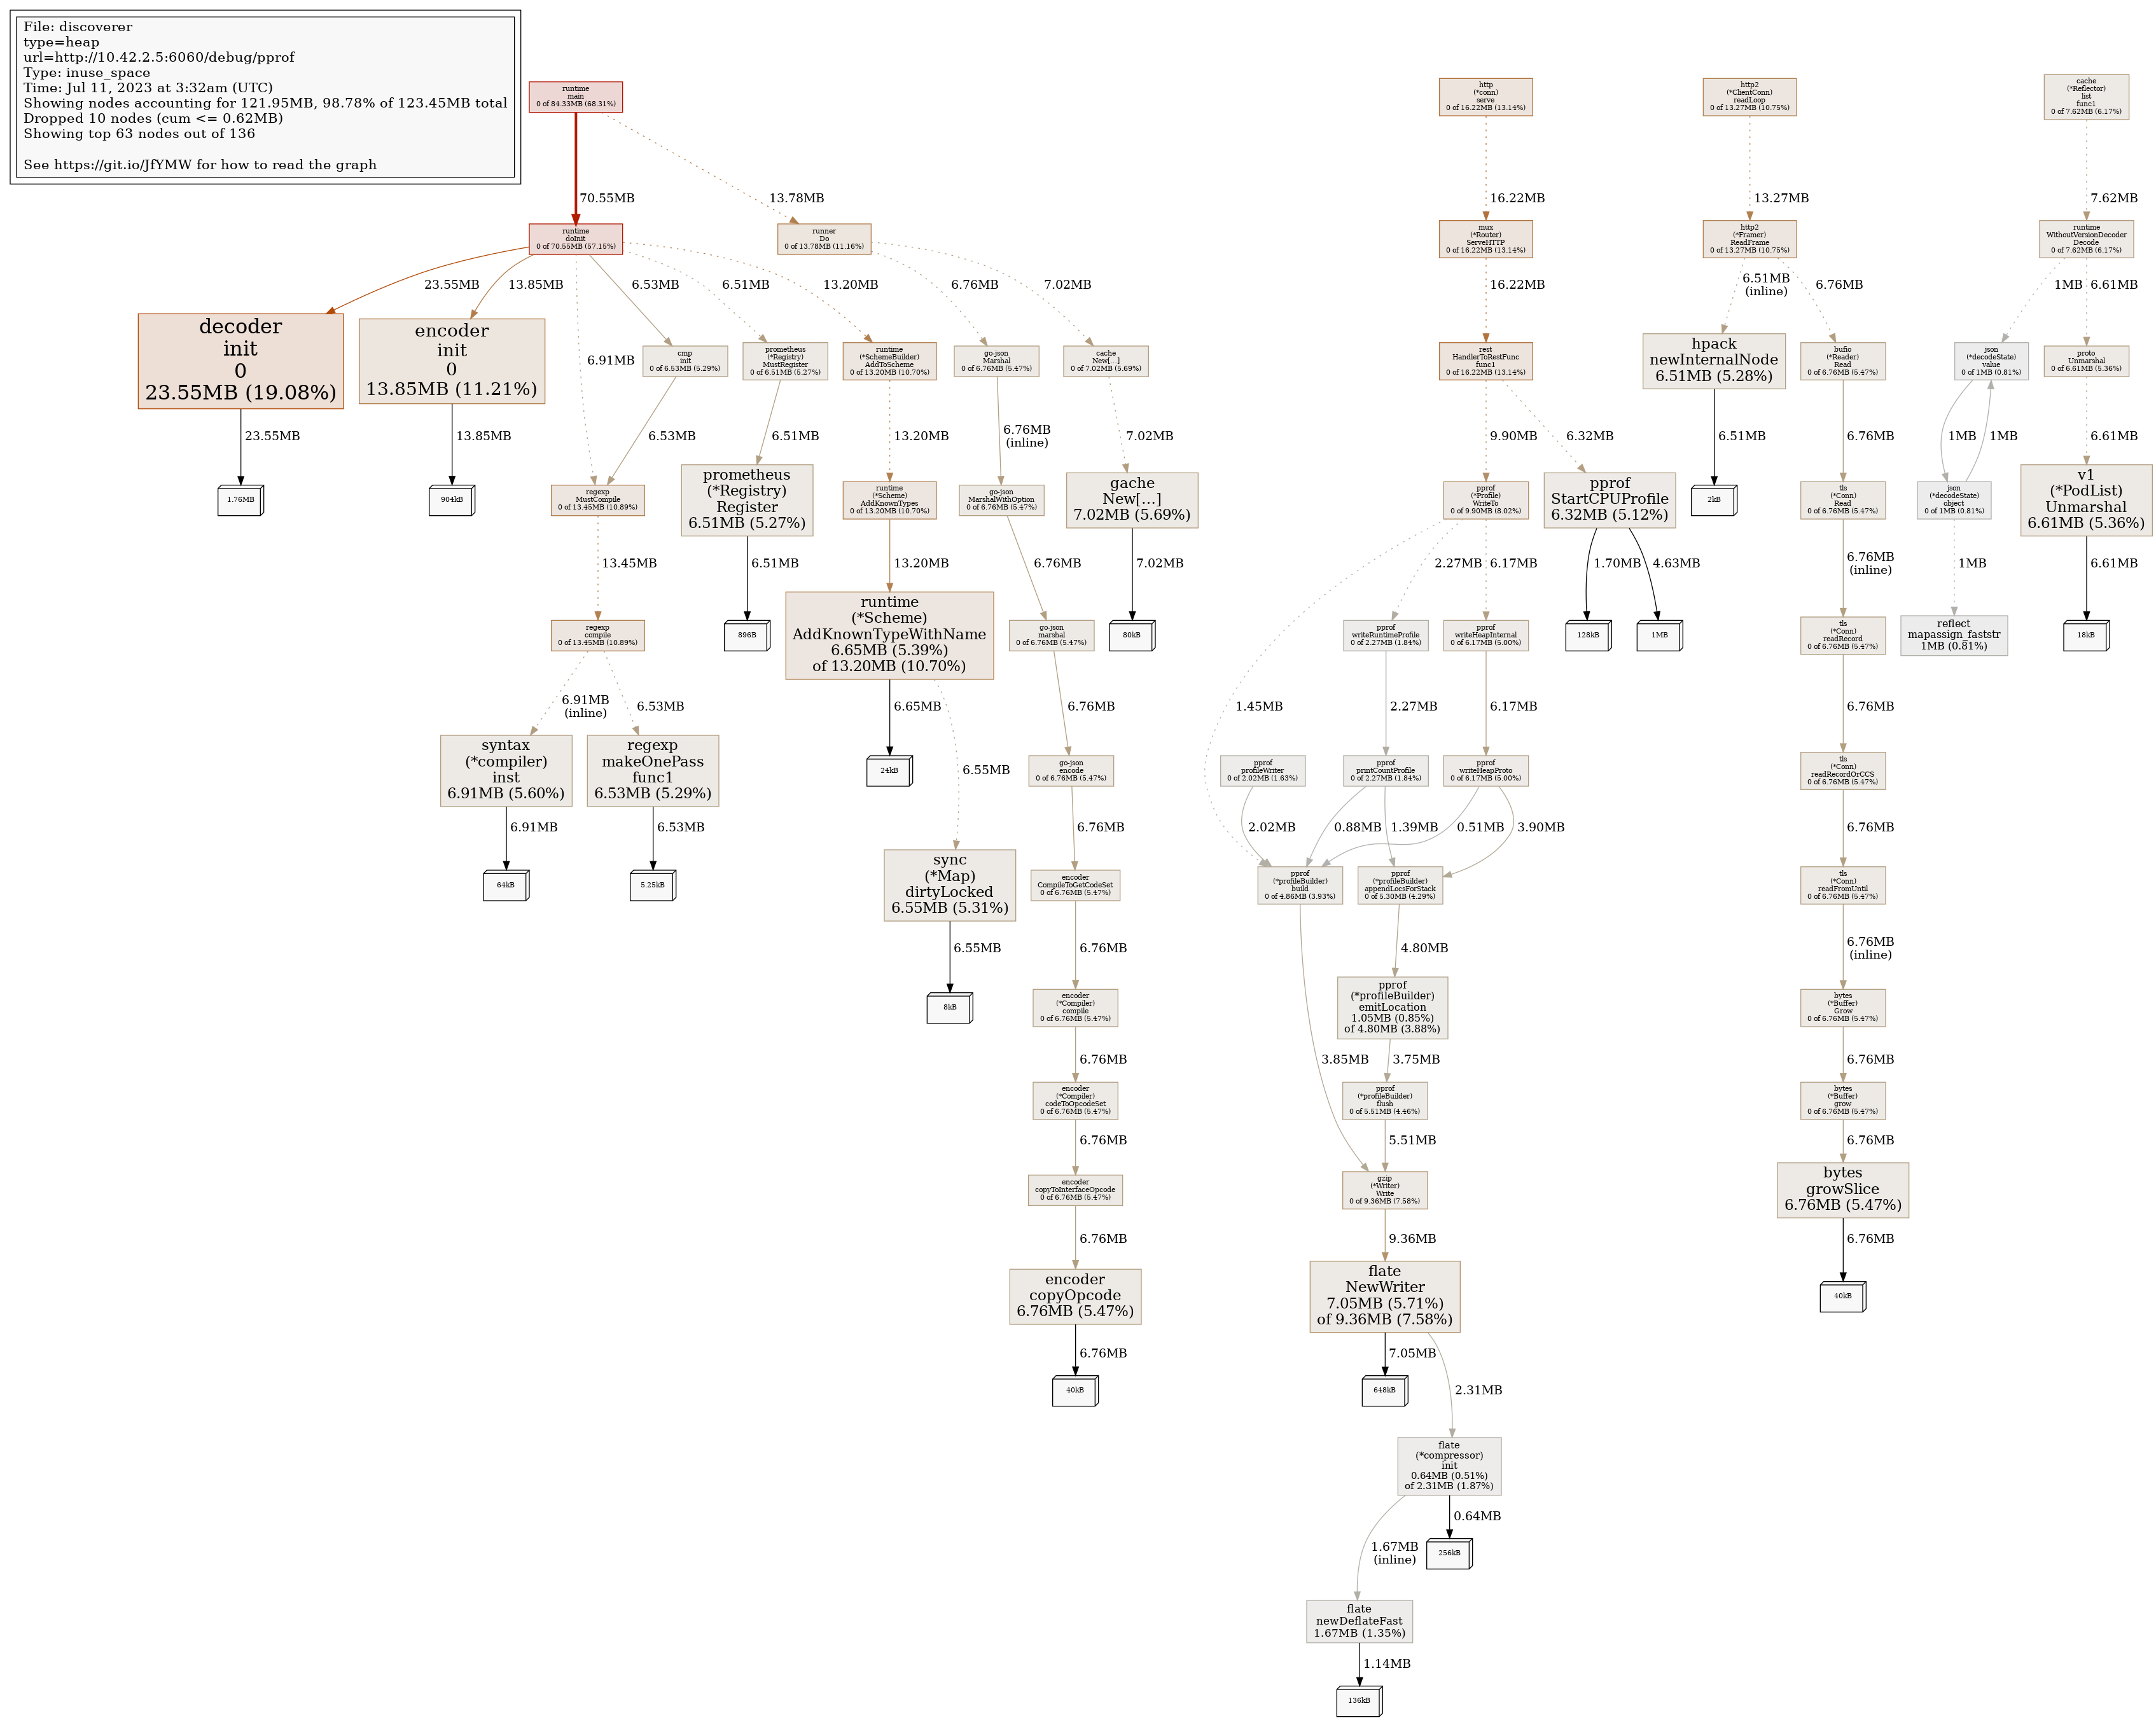 File: discoverer
type=heap
url=http://10.42.2.5:6060/debug/pprof
Type: inuse_space
Time: Jul 11, 2023 at 3:32am (UTC)
Showing nodes accounting for 121.95MB, 98.78% of 123.45MB total
Dropped 10 nodes (cum <= 0.62MB)
Showing top 63 nodes out of 136
See https://git.io/JfYMW for how to read the graph
runtime
main
0 of 84.33MB (68.31%)
http
(*conn)
serve
0 of 16.22MB (13.14%)
http2
(*ClientConn)
readLoop
0 of 13.27MB (10.75%)
cache
(*Reflector)
list
func1
0 of 7.62MB (6.17%)
70.55MB
13.78MB
16.22MB
13.27MB
7.62MB
runtime
doInit
0 of 70.55MB (57.15%)
runner
Do
0 of 13.78MB (11.16%)
mux
(*Router)
ServeHTTP
0 of 16.22MB (13.14%)
http2
(*Framer)
ReadFrame
0 of 13.27MB (10.75%)
runtime
WithoutVersionDecoder
Decode
0 of 7.62MB (6.17%)
23.55MB
13.85MB
6.91MB
6.53MB
6.51MB
13.20MB
6.76MB
7.02MB
16.22MB
6.51MB
(inline)
6.76MB
1MB
6.61MB
decoder
init
0
23.55MB (19.08%)
encoder
init
0
13.85MB (11.21%)
cmp
init
0 of 6.53MB (5.29%)
prometheus
(*Registry)
MustRegister
0 of 6.51MB (5.27%)
runtime
(*SchemeBuilder)
AddToScheme
0 of 13.20MB (10.70%)
go-json
Marshal
0 of 6.76MB (5.47%)
cache
New[...]
0 of 7.02MB (5.69%)
rest
HandlerToRestFunc
func1
0 of 16.22MB (13.14%)
hpack
newInternalNode
6.51MB (5.28%)
bufio
(*Reader)
Read
0 of 6.76MB (5.47%)
json
(*decodeState)
value
0 of 1MB (0.81%)
proto
Unmarshal
0 of 6.61MB (5.36%)
23.55MB
13.85MB
6.53MB
6.51MB
13.20MB
6.76MB
(inline)
7.02MB
9.90MB
6.32MB
6.51MB
6.76MB
1MB
1MB
6.61MB
1.76MB
904kB
regexp
MustCompile
0 of 13.45MB (10.89%)
prometheus
(*Registry)
Register
6.51MB (5.27%)
runtime
(*Scheme)
AddKnownTypes
0 of 13.20MB (10.70%)
go-json
MarshalWithOption
0 of 6.76MB (5.47%)
gache
New[...]
7.02MB (5.69%)
pprof
(*Profile)
WriteTo
0 of 9.90MB (8.02%)
pprof
StartCPUProfile
6.32MB (5.12%)
2kB
tls
(*Conn)
Read
0 of 6.76MB (5.47%)
json
(*decodeState)
object
0 of 1MB (0.81%)
v1
(*PodList)
Unmarshal
6.61MB (5.36%)
13.45MB
6.51MB
13.20MB
6.76MB
7.02MB
2.27MB
6.17MB
1.70MB
4.63MB
6.76MB
(inline)
1MB
6.61MB
regexp
compile
0 of 13.45MB (10.89%)
896B
runtime
(*Scheme)
AddKnownTypeWithName
6.65MB (5.39%)
of 13.20MB (10.70%)
go-json
marshal
0 of 6.76MB (5.47%)
80kB
pprof
writeRuntimeProfile
0 of 2.27MB (1.84%)
pprof
writeHeapInternal
0 of 6.17MB (5.00%)
128kB
1MB
tls
(*Conn)
readRecord
0 of 6.76MB (5.47%)
reflect
mapassign_faststr
1MB (0.81%)
18kB
6.91MB
(inline)
6.53MB
6.65MB
6.55MB
6.76MB
1.45MB
2.27MB
6.17MB
6.76MB
syntax
(*compiler)
inst
6.91MB (5.60%)
regexp
makeOnePass
func1
6.53MB (5.29%)
24kB
go-json
encode
0 of 6.76MB (5.47%)
pprof
profileWriter
0 of 2.02MB (1.63%)
pprof
printCountProfile
0 of 2.27MB (1.84%)
pprof
writeHeapProto
0 of 6.17MB (5.00%)
tls
(*Conn)
readRecordOrCCS
0 of 6.76MB (5.47%)
6.91MB
6.53MB
6.76MB
2.02MB
0.88MB
1.39MB
0.51MB
3.90MB
6.76MB
64kB
5.25kB
sync
(*Map)
dirtyLocked
6.55MB (5.31%)
encoder
CompileToGetCodeSet
0 of 6.76MB (5.47%)
pprof
(*profileBuilder)
build
0 of 4.86MB (3.93%)
pprof
(*profileBuilder)
appendLocsForStack
0 of 5.30MB (4.29%)
tls
(*Conn)
readFromUntil
0 of 6.76MB (5.47%)
6.55MB
6.76MB
4.80MB
6.76MB
(inline)
8kB
encoder
(*Compiler)
compile
0 of 6.76MB (5.47%)
pprof
(*profileBuilder)
emitLocation
1.05MB (0.85%)
of 4.80MB (3.88%)
bytes
(*Buffer)
Grow
0 of 6.76MB (5.47%)
6.76MB
3.85MB
3.75MB
6.76MB
encoder
(*Compiler)
codeToOpcodeSet
0 of 6.76MB (5.47%)
pprof
(*profileBuilder)
flush
0 of 5.51MB (4.46%)
bytes
(*Buffer)
grow
0 of 6.76MB (5.47%)
6.76MB
5.51MB
6.76MB
encoder
copyToInterfaceOpcode
0 of 6.76MB (5.47%)
gzip
(*Writer)
Write
0 of 9.36MB (7.58%)
bytes
growSlice
6.76MB (5.47%)
6.76MB
9.36MB
6.76MB
encoder
copyOpcode
6.76MB (5.47%)
flate
NewWriter
7.05MB (5.71%)
of 9.36MB (7.58%)
40kB
6.76MB
7.05MB
2.31MB
40kB
648kB
flate
(*compressor)
init
0.64MB (0.51%)
of 2.31MB (1.87%)
1.67MB
(inline)
0.64MB
256kB
flate
newDeflateFast
1.67MB (1.35%)
1.14MB
136kB